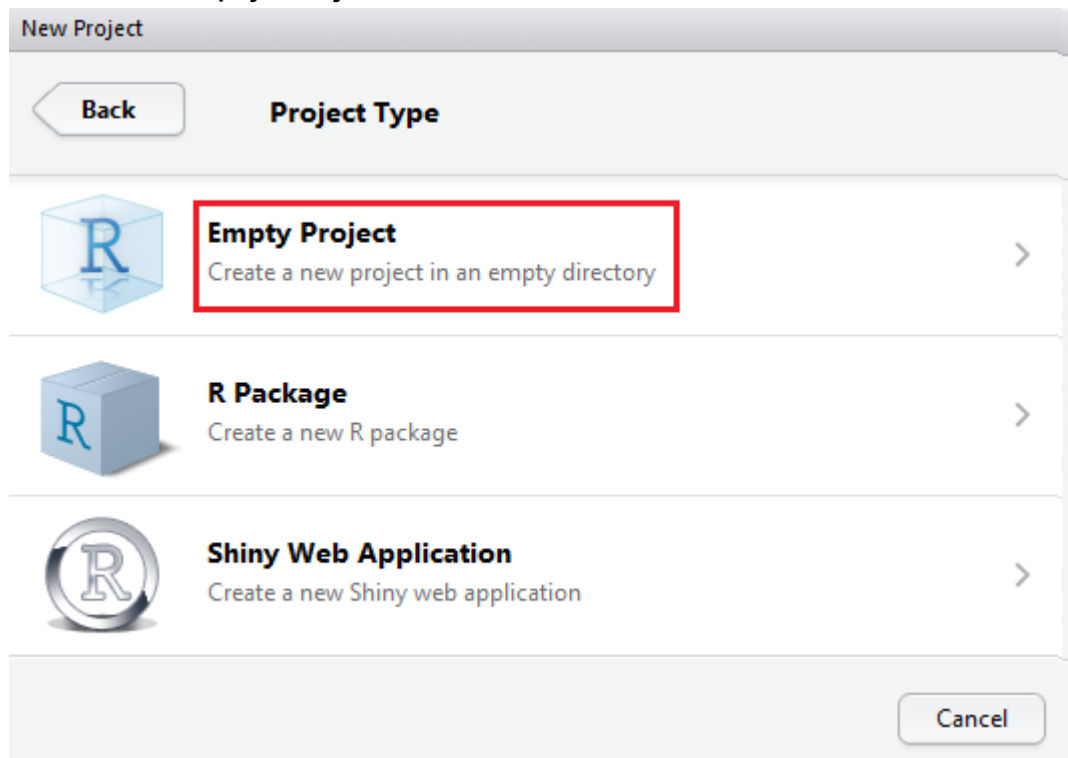 New Project
Back
Project Type
R
Empty Project
Create a new project in an empty directory
R
R Package
Create a new R package
R
Shiny Web Application
Create a new Shiny web application
Cancel